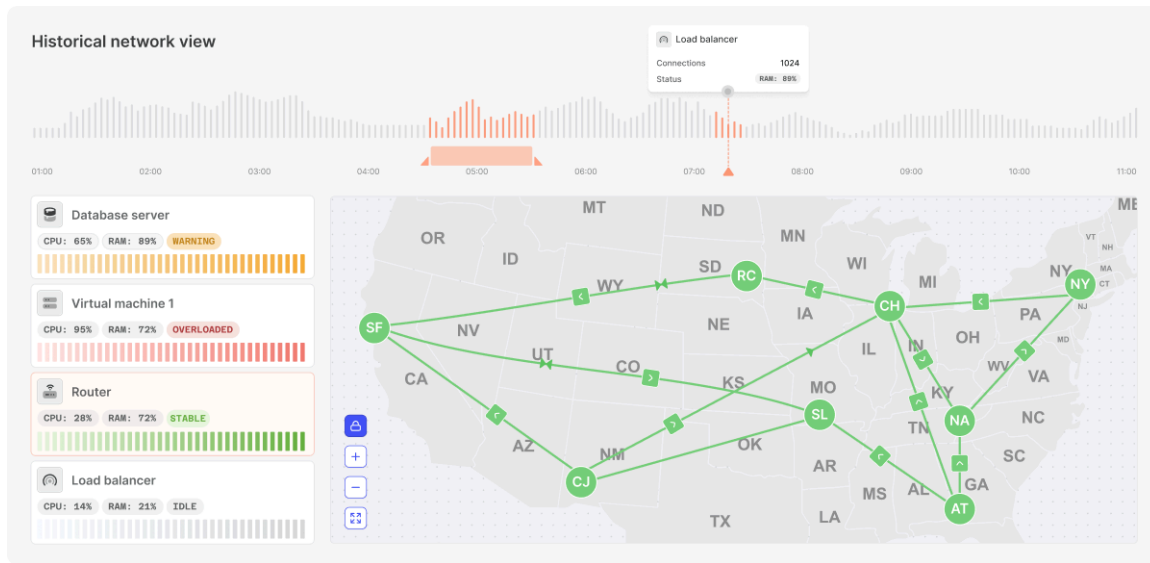 Historical network view
Load balancer
Connections 1024
Status RAM: 89%
01:00 02:00 03:00 04:00 05:00 06:00 07:00 08:00 09:00 10:00 11:00
Database server
CPU: 65% RAM: 89% WARNING
Virtual machine 1
CPU: 95% RAM: 72% OVERLOADED
Router
CPU: 28% RAM: 72% STABLE
Load balancer
CPU: 14% RAM: 21% IDLE
MT ND ME
OR MN VT
NH
ID SD RC WI NY MA
WY MI NY CT
CH NJ
SF NV NE IA PA
UT IL IN OH MD
CO WV
CA KS MO KY VA
SL NA NC
AZ NM OK TN
AR SC
CJ MS AL GA
TX LA AT